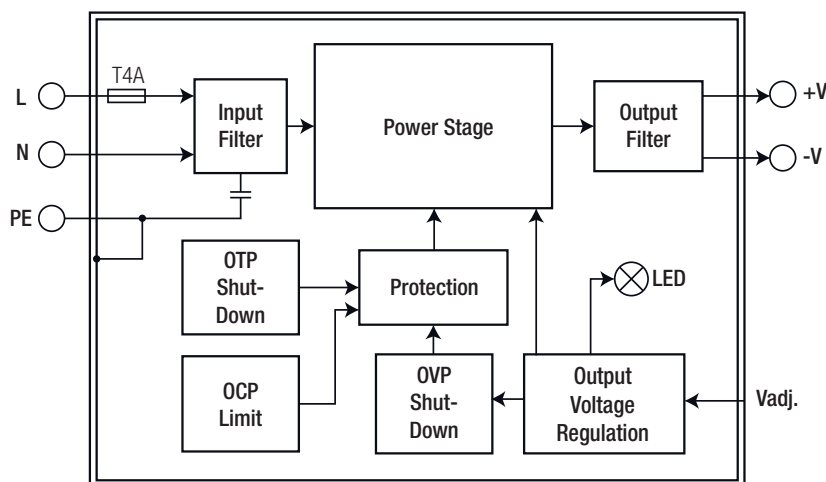 L
T4A
Input
Filter
Power Stage
Output
Filter
+V
N
-V
PE
OTP
Shut-
Down
Protection
LED
OCP
Limit
OVP
Shut-
Down
Output
Voltage
Regulation
Vadj.